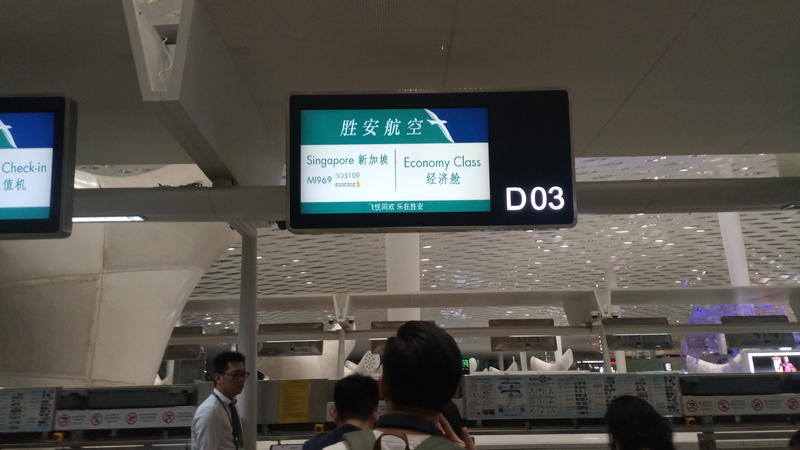 Check-in
值机
胜安航空
Singapore 新加坡
MI969 SQ5109
Economy Class
经济舱
飞悦同欢 乐在胜安
D03